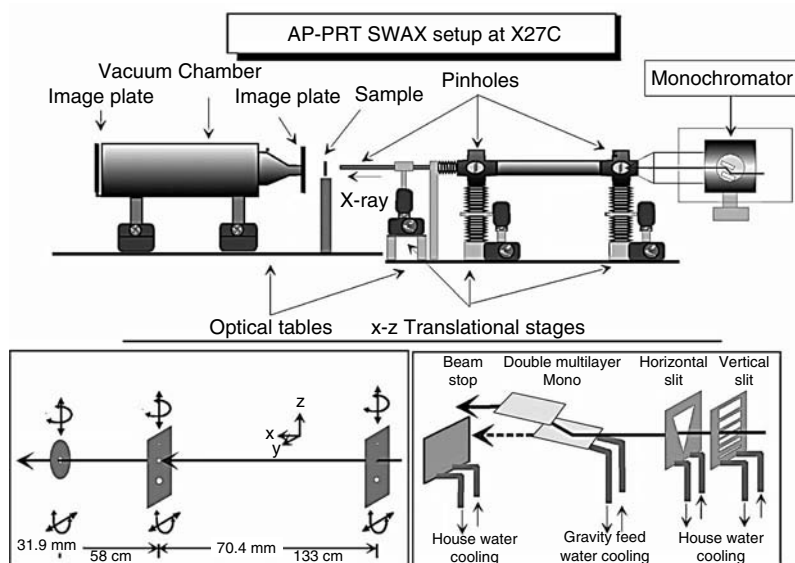 AP-PRT SWAX setup at X27C
Vacuum Chamber
Image plate
Image plate
Sample
Pinholes
Monochromator
X-ray
Optical tables
x-z Translational stages
z
x
y
31.9 mm
58 cm
70.4 mm
133 cm
Beam
stop
Double multilayer
Mono
Horizontal
slit
Vertical
slit
House water
cooling
Gravity feed
water cooling
House water
cooling